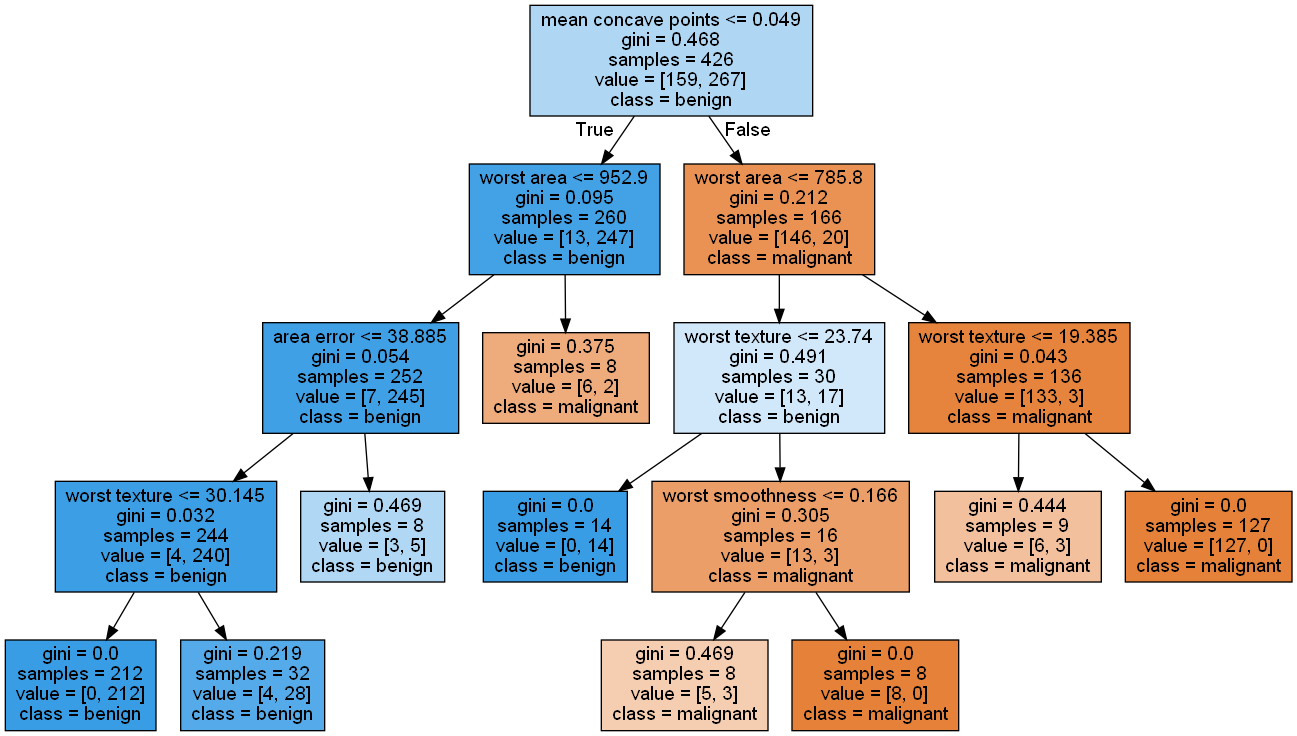 mean concave points <= 0.049
gini = 0.468
samples = 426
value = [159, 267]
class = benign
True
False
worst area <= 952.9
gini = 0.095
samples = 260
value = [13, 247]
class = benign
worst area <= 785.8
gini = 0.212
samples = 166
value = [146, 20]
class = malignant
area error <= 38.885
gini = 0.054
samples = 252
value = [7, 245]
class = benign
gini = 0.375
samples = 8
value = [6, 2]
class = malignant
worst texture <= 23.74
gini = 0.491
samples = 30
value = [13, 17]
class = benign
worst texture <= 19.385
gini = 0.043
samples = 136
value = [133, 3]
class = malignant
worst texture <= 30.145
gini = 0.032
samples = 244
value = [4, 240]
class = benign
gini = 0.469
samples = 8
value = [3, 5]
class = benign
gini = 0.0
samples = 14
value = [0, 14]
class = benign
worst smoothness <= 0.166
gini = 0.305
samples = 16
value = [13, 3]
class = malignant
gini = 0.444
samples = 9
value = [6, 3]
class = malignant
gini = 0.0
samples = 127
value = [127, 0]
class = malignant
gini = 0.0
samples = 212
value = [0, 212]
class = benign
gini = 0.219
samples = 32
value = [4, 28]
class = benign
gini = 0.469
samples = 8
value = [5, 3]
class = malignant
gini = 0.0
samples = 8
value = [8, 0]
class = malignant